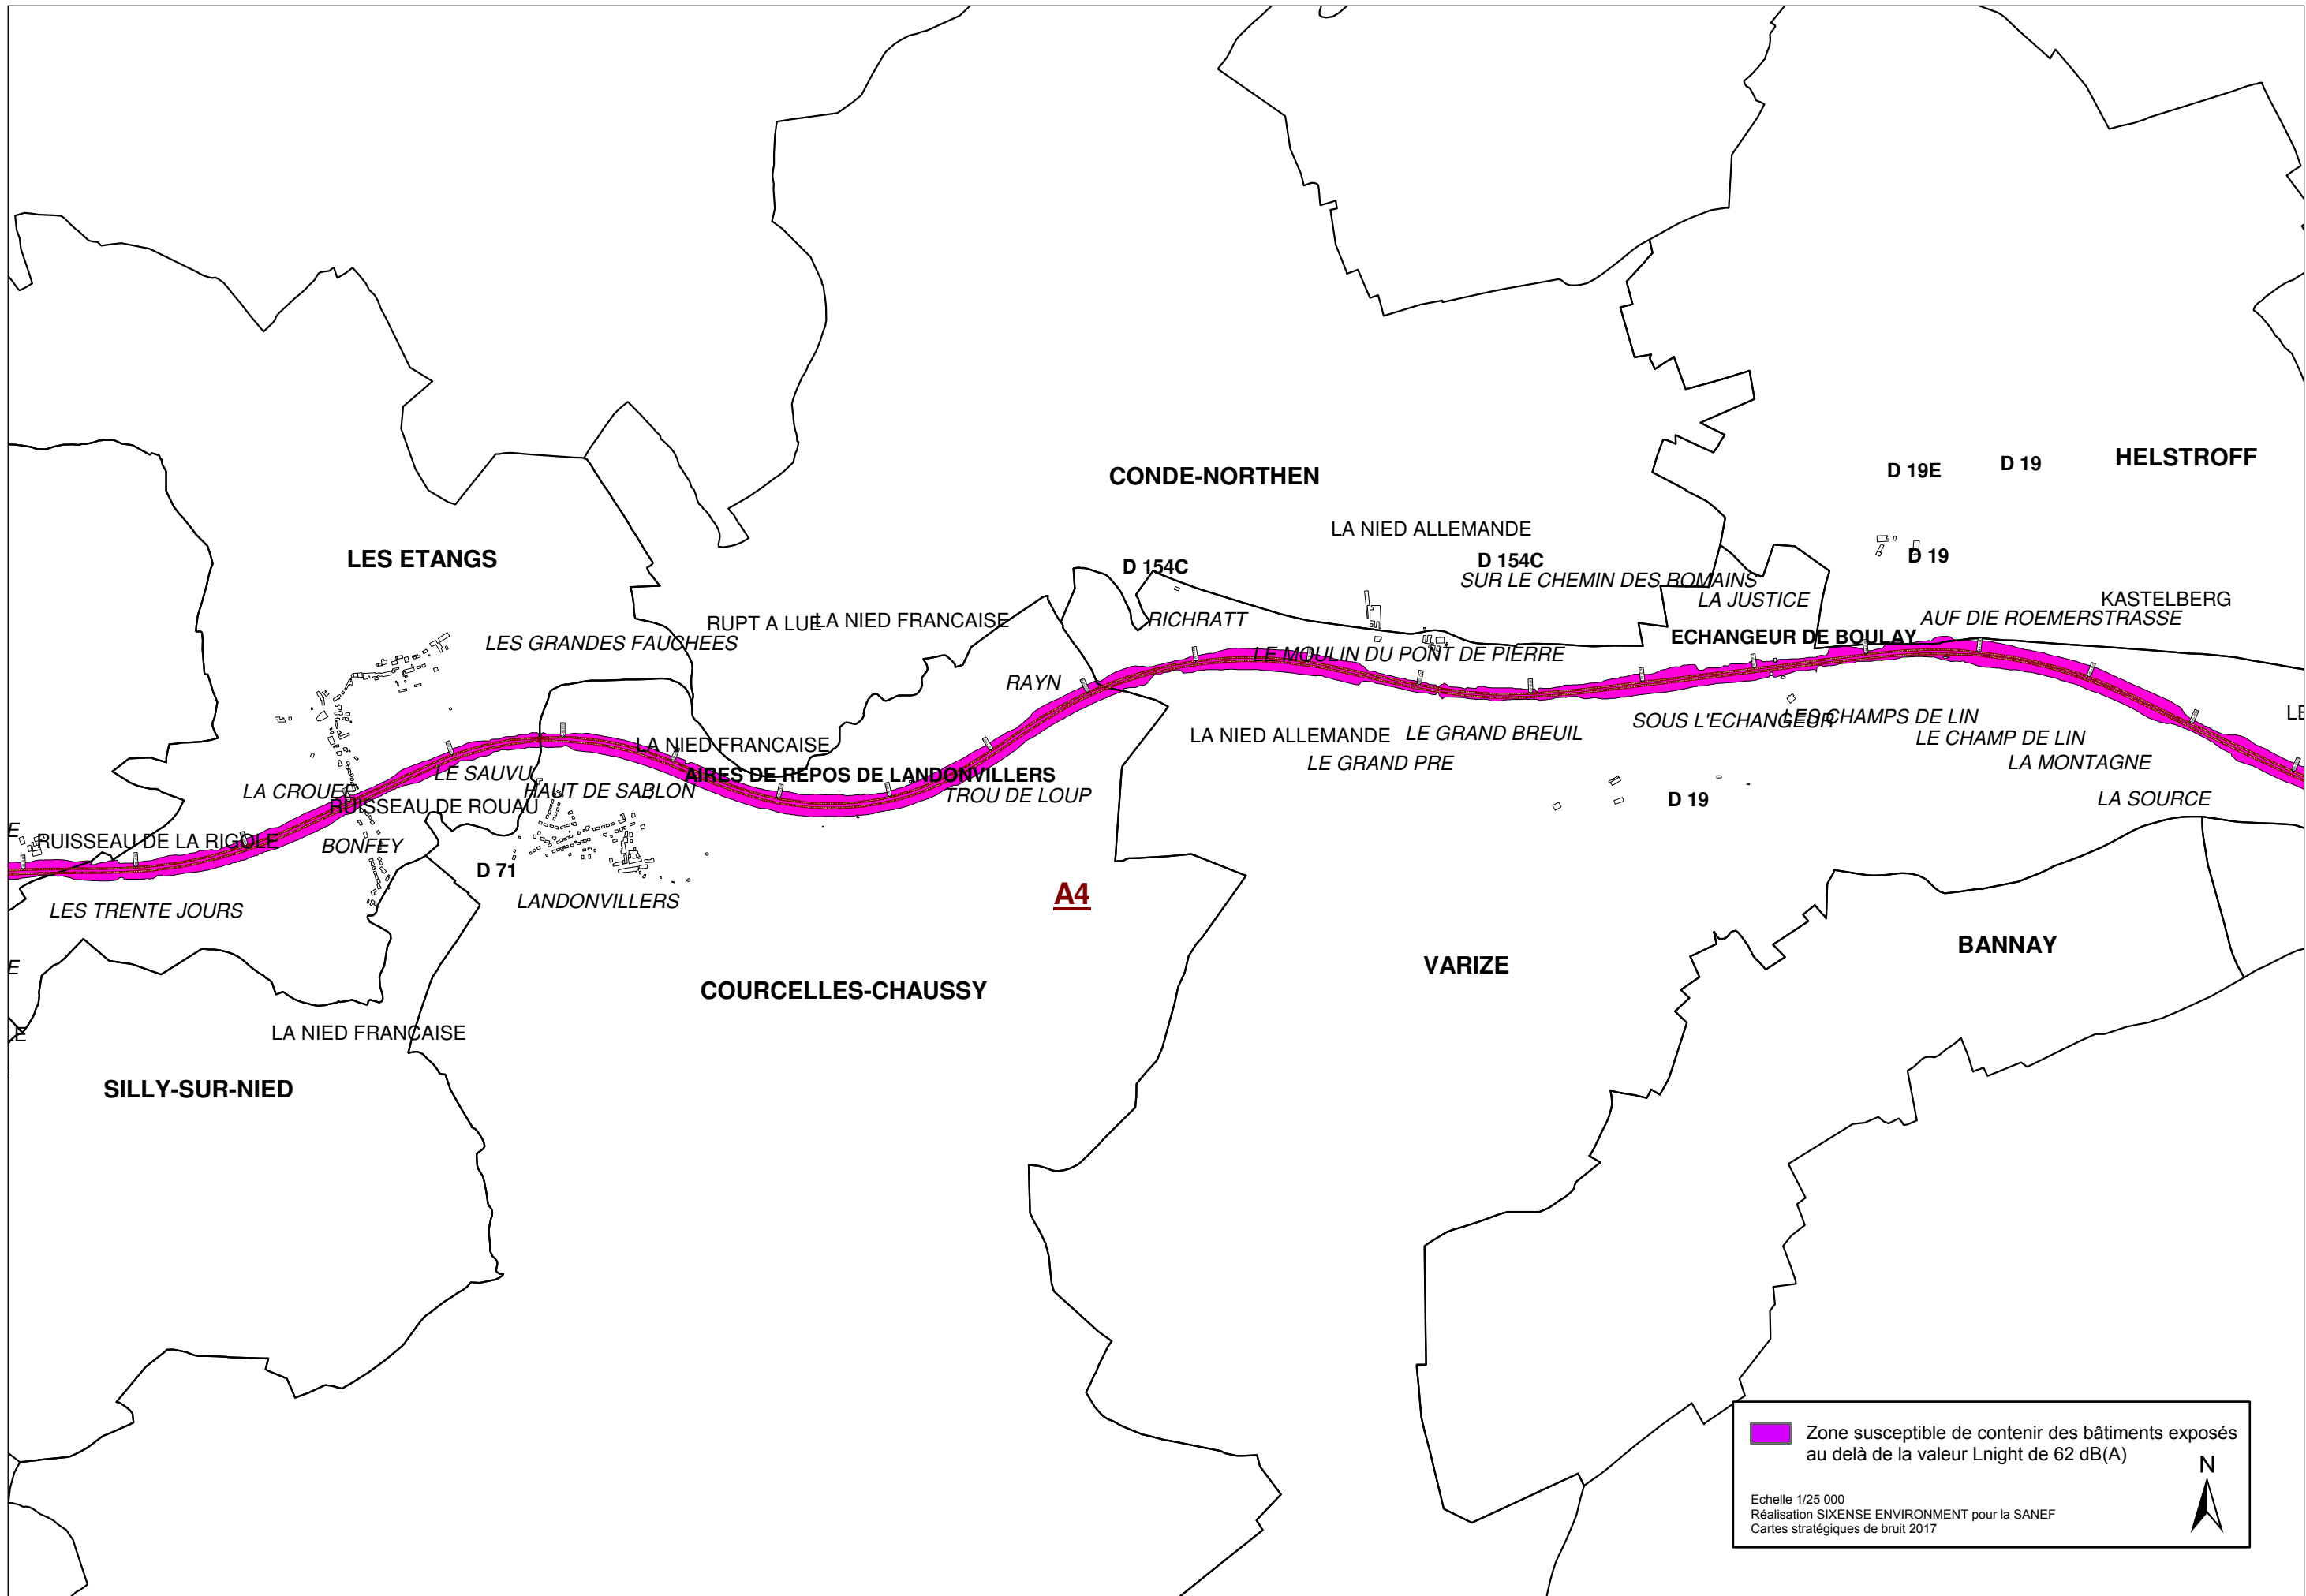 HELSTROFF
D 19
D 19E
CONDE-NORTHEN
LA NIED ALLEMANDE
LES ETANGS
D 154C
D 154C
D 19
SUR LE CHEMIN DES ROMAINS
LA JUSTICE
KASTELBERG
RUPT A LUE
LA NIED FRANCAISE
RICHRATT
AUF DIE ROEMERSTRASSE
LES GRANDES FAUCHEES
ECHANGEUR DE BOULAY
LE MOULIN DU PONT DE PIERRE
RAYN
LE
SOUS L'ECHANGEUR
LES CHAMPS DE LIN
LA NIED ALLEMANDE
LE GRAND BREUIL
LE CHAMP DE LIN
LA NIED FRANCAISE
LE GRAND PRE
LA MONTAGNE
LE SAUVU
AIRES DE REPOS DE LANDONVILLERS
LA CROUEE
HAUT DE SABLON
TROU DE LOUP
D 19
LA SOURCE
RUISSEAU DE ROUAU
E
RUISSEAU DE LA RIGOLE
BONFEY
D 71
A4
LES TRENTE JOURS
LANDONVILLERS
BANNAY
E
VARIZE
COURCELLES-CHAUSSY
LA NIED FRANCAISE
SILLY-SUR-NIED
Zone susceptible de contenir des bâtiments exposés
au delà de la valeur Lnight de 62 dB(A)
N
Echelle 1/25 000
Réalisation SIXENSE ENVIRONMENT pour la SANEF
Cartes stratégiques de bruit 2017